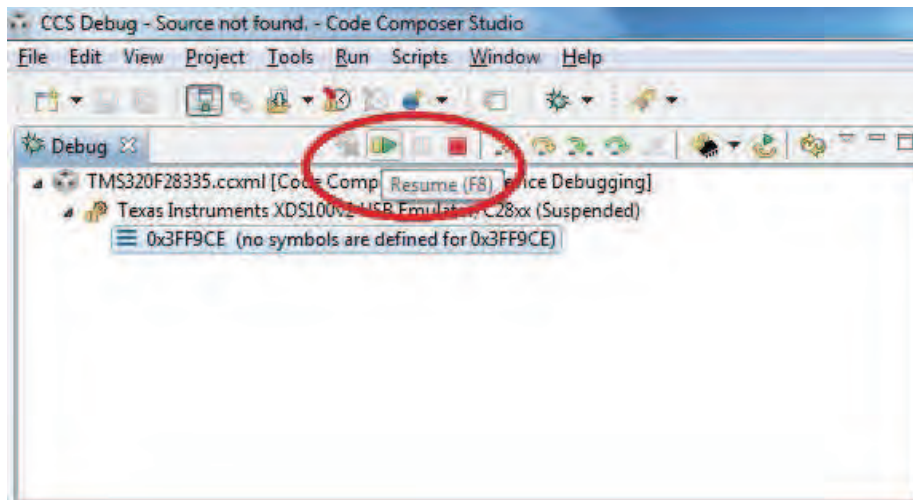 CCS Debug - Source not found. - Code Composer Studio
File Edit View Project Tools Run Scripts Window Help
Debug
TMS320F28335.ccxml [Code Comp Resume (F8) ice Debugging]
Texas Instruments XDS100v2 USB Emulator/C28xx (Suspended)
0x3FF9CE (no symbols are defined for 0x3FF9CE)